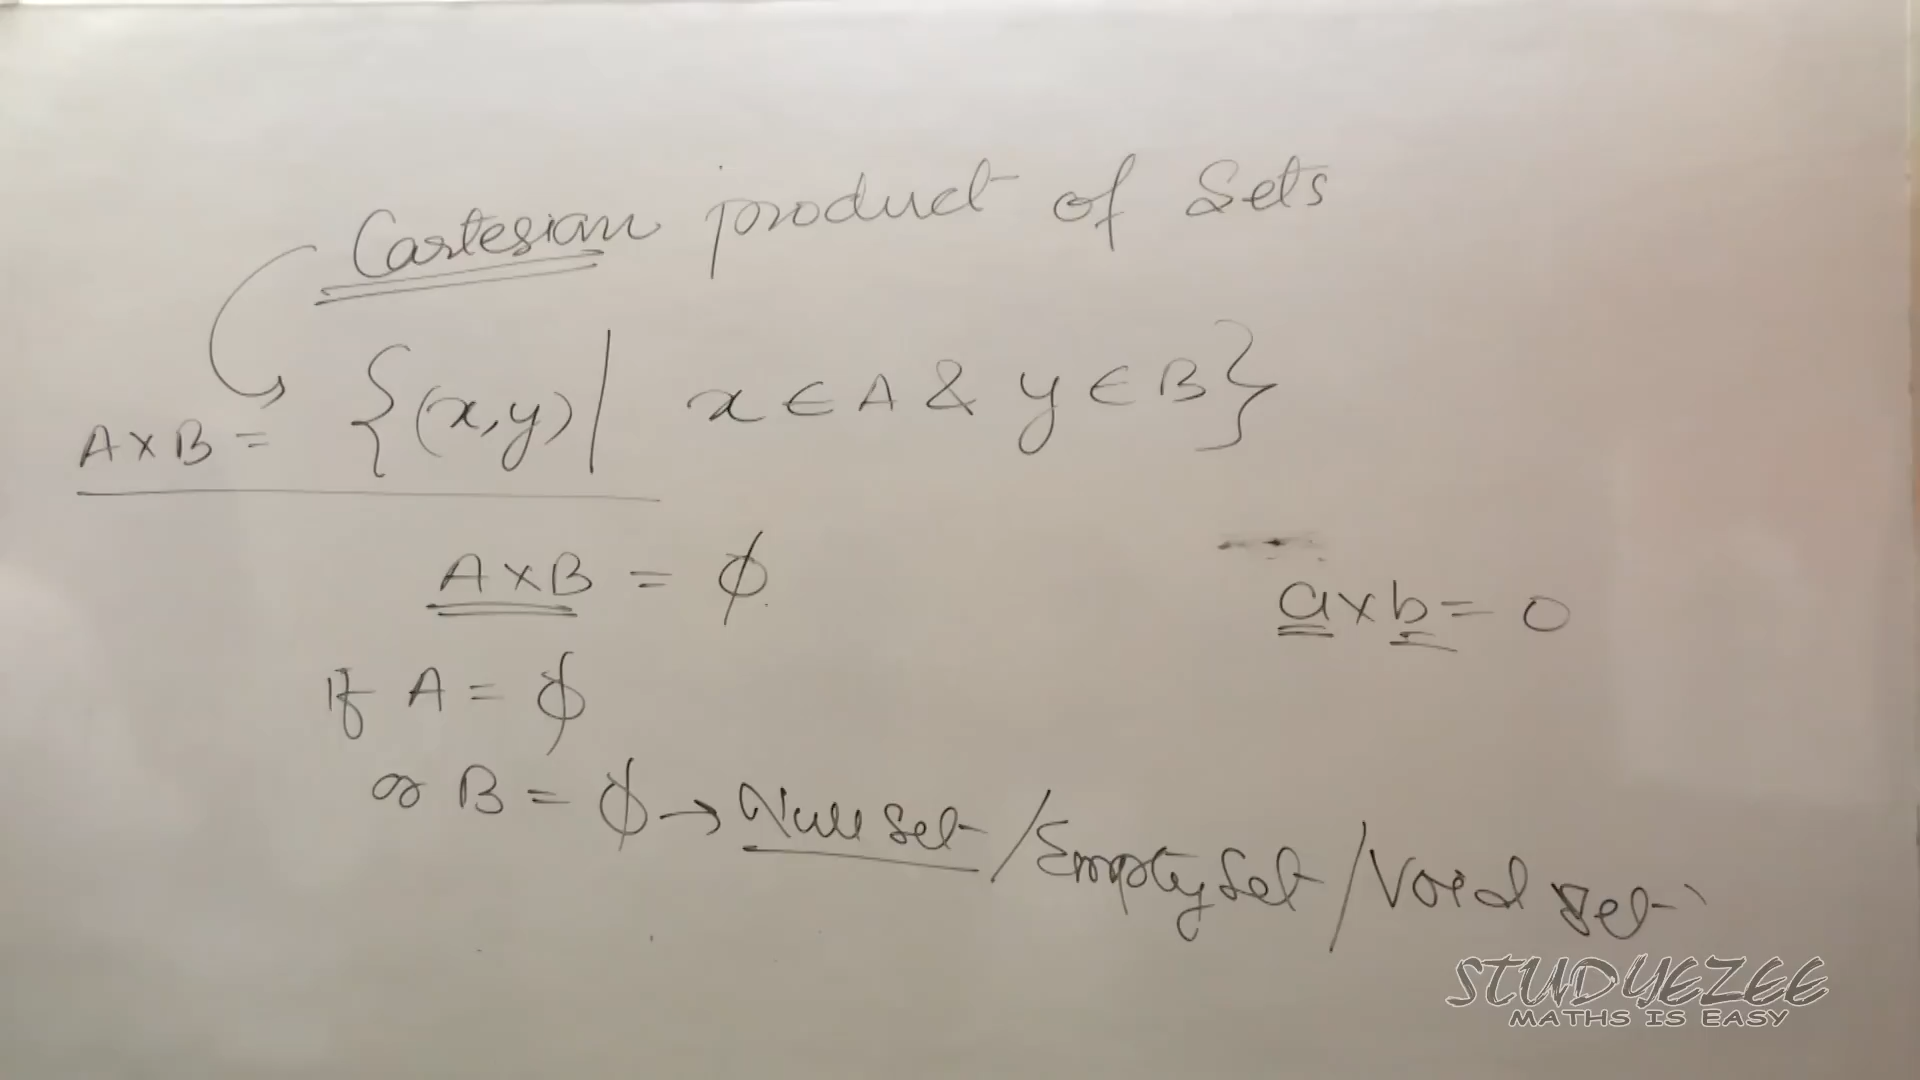 Cartesian product of Sets
A×B = {(x,y)| x∈A & y∈B}
A×B = ϕ
a×b = 0
If A = ϕ
or B = ϕ → Null Set / Empty Set / Void Set
STUDYEZEE
MATHS IS EASY